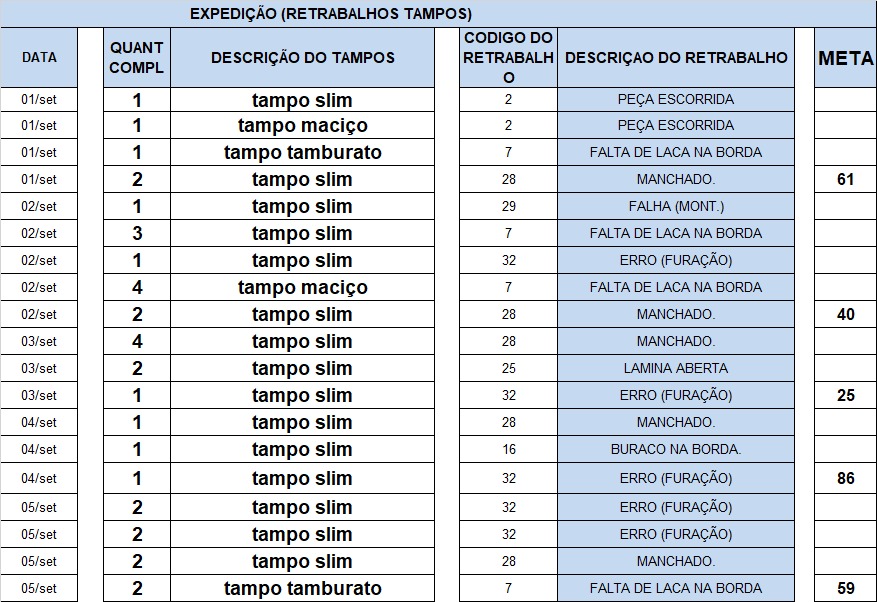 EXPEDIÇÃO (RETRABALHOS TAMPOS)
DATA QUANT COMPL DESCRIÇÃO DO TAMPOS CODIGO DO RETRABALHO DESCRIÇAO DO RETRABALHO META
01/set 1 tampo slim 2 PEÇA ESCORRIDA
01/set 1 tampo maciço 2 PEÇA ESCORRIDA
01/set 1 tampo tamburato 7 FALTA DE LACA NA BORDA
01/set 2 tampo slim 28 MANCHADO. 61
02/set 1 tampo slim 29 FALHA (MONT.)
02/set 3 tampo slim 7 FALTA DE LACA NA BORDA
02/set 1 tampo slim 32 ERRO (FURAÇÃO)
02/set 4 tampo maciço 7 FALTA DE LACA NA BORDA
02/set 2 tampo slim 28 MANCHADO. 40
03/set 4 tampo slim 28 MANCHADO.
03/set 2 tampo slim 25 LAMINA ABERTA
03/set 1 tampo slim 32 ERRO (FURAÇÃO) 25
04/set 1 tampo slim 28 MANCHADO.
04/set 1 tampo slim 16 BURACO NA BORDA.
04/set 1 tampo slim 32 ERRO (FURAÇÃO) 86
05/set 2 tampo slim 32 ERRO (FURAÇÃO)
05/set 2 tampo slim 32 ERRO (FURAÇÃO)
05/set 2 tampo slim 28 MANCHADO.
05/set 2 tampo tamburato 7 FALTA DE LACA NA BORDA 59